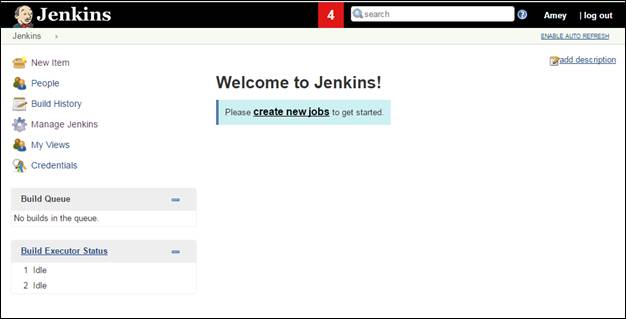 Jenkins 4 search Amey | log out
Jenkins ENABLE AUTO REFRESH
add description
New Item
People
Build History
Manage Jenkins
My Views
Credentials
Welcome to Jenkins!
Please create new jobs to get started.
Build Queue
No builds in the queue.
Build Executor Status
1 Idle
2 Idle